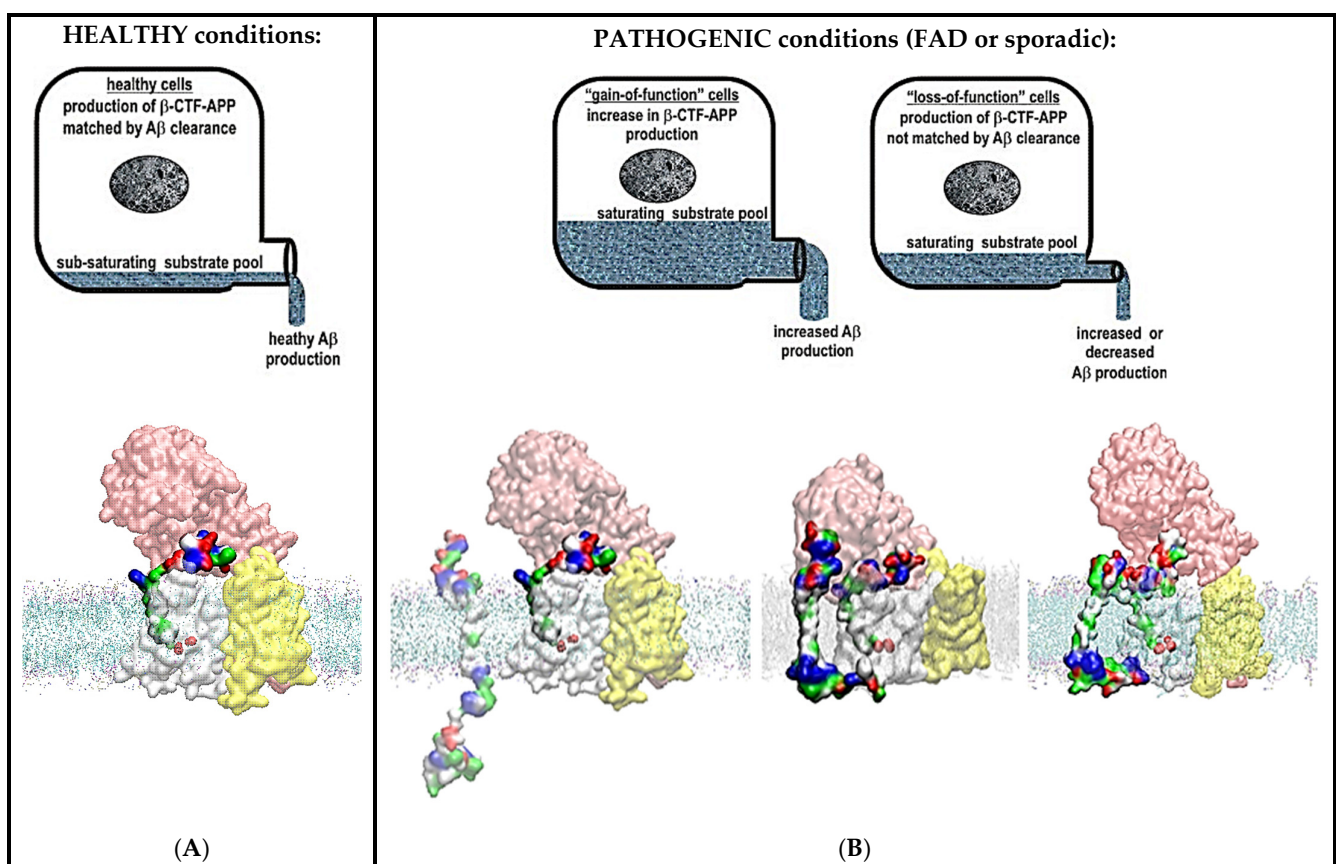 HEALTHY conditions:
healthy cells
production of β-CTF-APP
matched by Aβ clearance
sub-saturating substrate pool
heathy Aβ
production
(A)
PATHOGENIC conditions (FAD or sporadic):
“gain-of-function” cells
increase in β-CTF-APP
production
saturating substrate pool
increased Aβ
production
“loss-of-function” cells
production of β-CTF-APP
not matched by Aβ clearance
saturating substrate pool
increased or
decreased
Aβ production
(B)